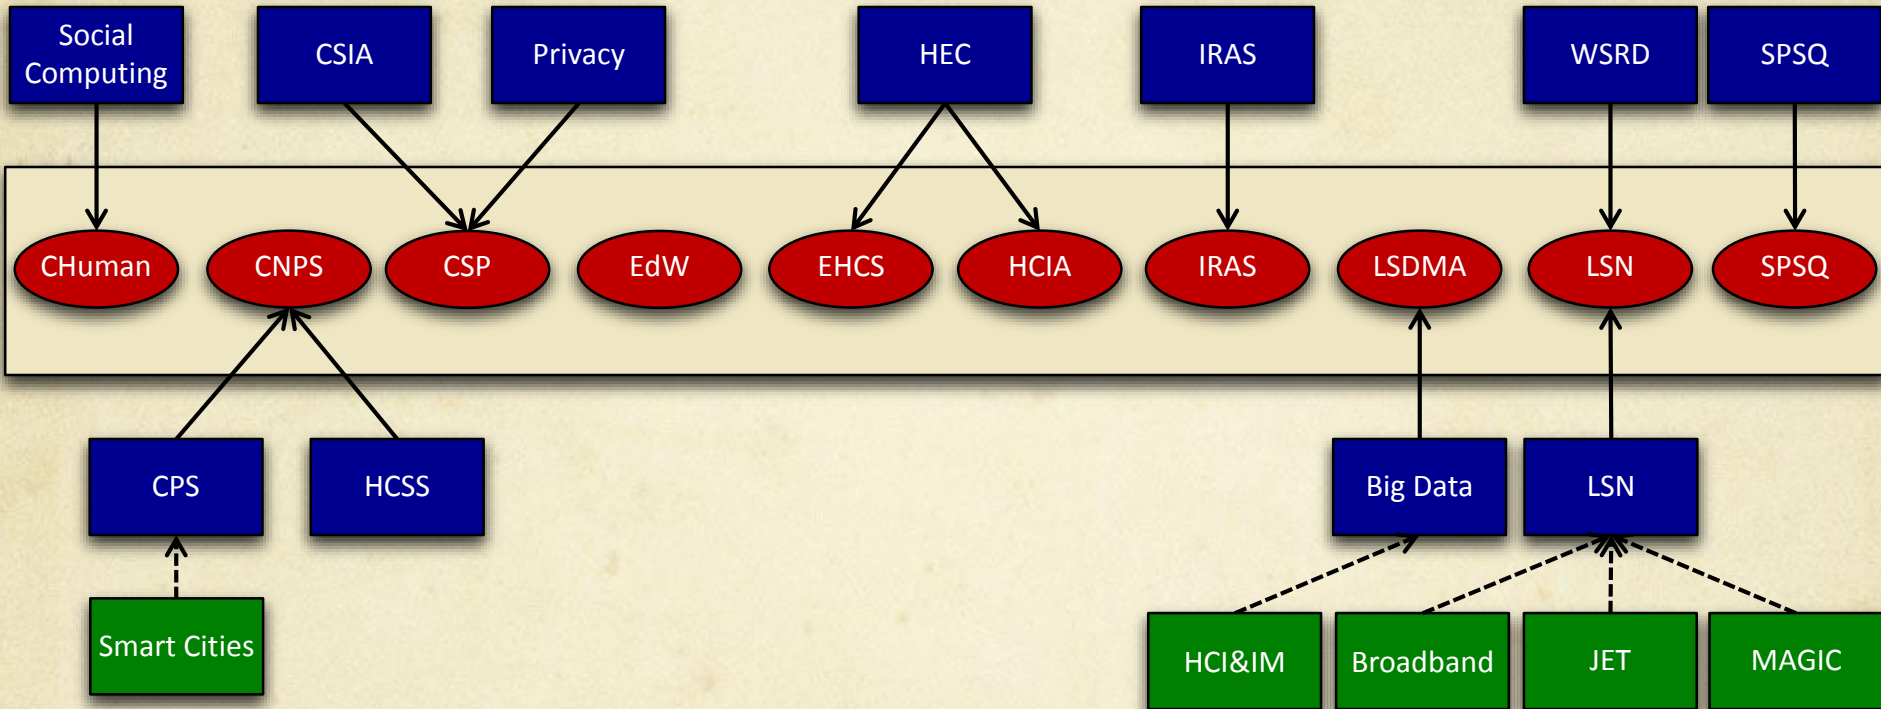 Social
Computing
CSIA
Privacy
HEC
IRAS
WSRD
SPSQ
CHuman
CNPS
CSP
EdW
EHCS
HCIA
IRAS
LSDMA
LSN
SPSQ
CPS
HCSS
Big Data
LSN
Smart Cities
HCI&IM
Broadband
JET
MAGIC